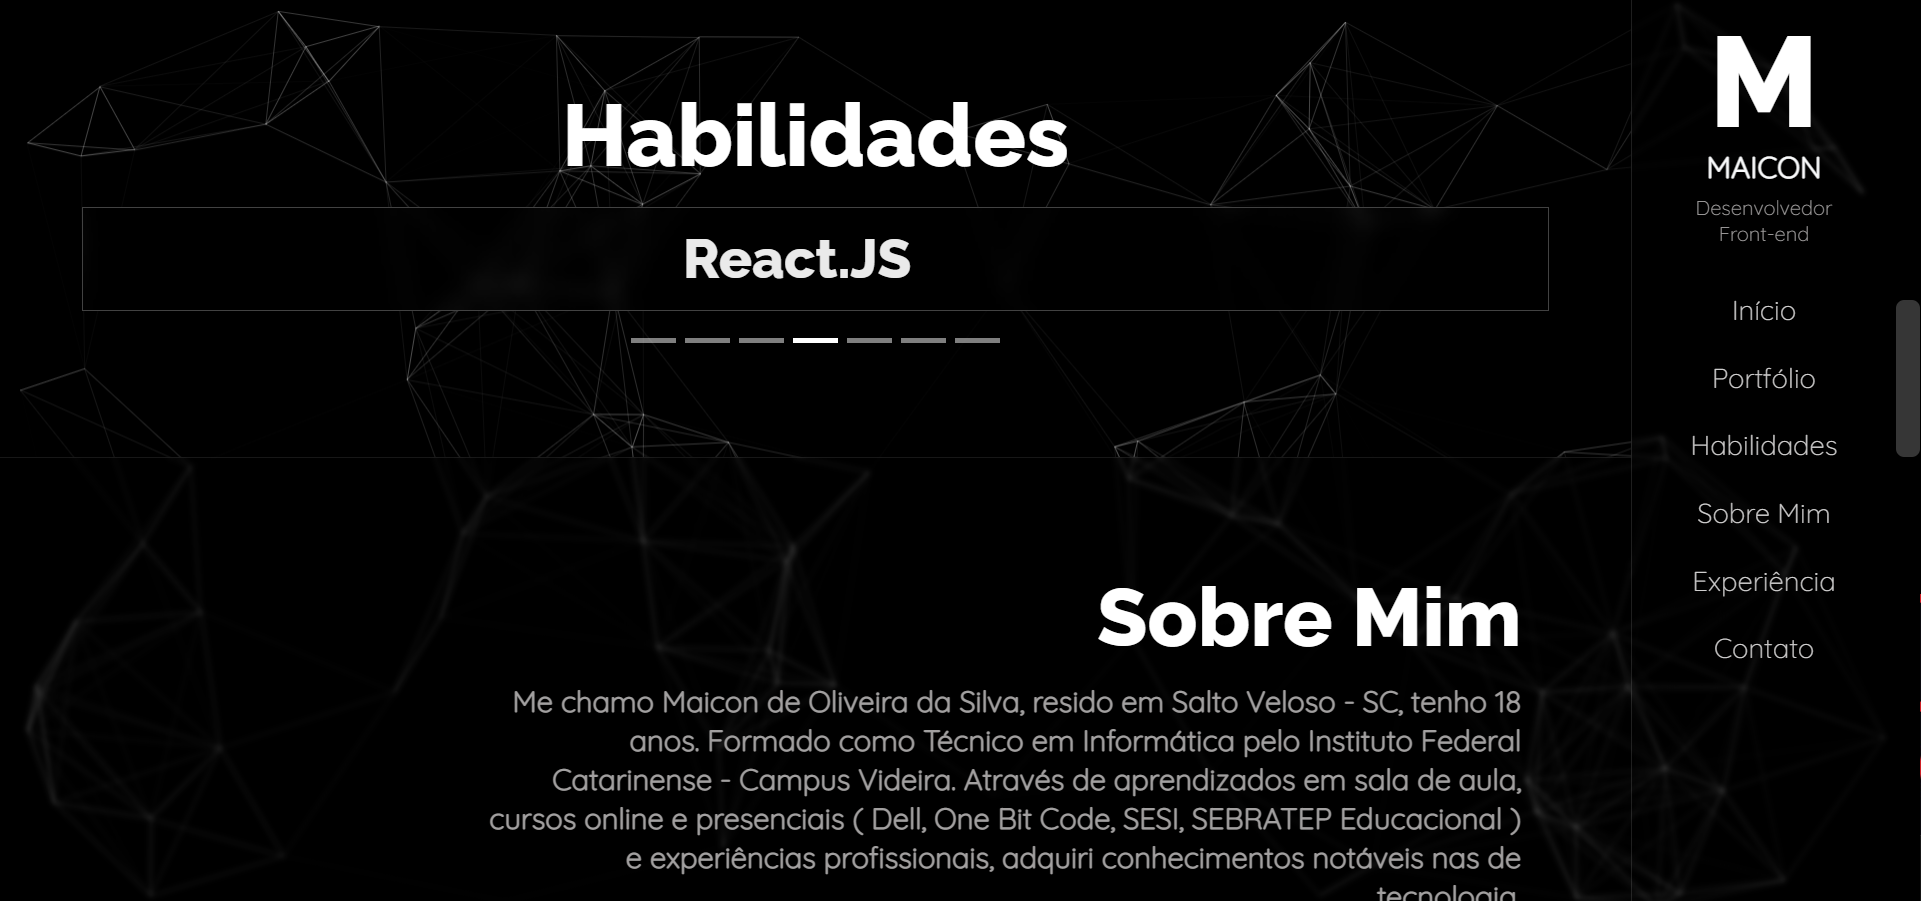 Habilidades
React.JS
Sobre Mim
Me chamo Maicon de Oliveira da Silva, resido em Salto Veloso - SC, tenho 18
anos. Formado como Técnico em Informática pelo Instituto Federal
Catarinense - Campus Videira. Através de aprendizados em sala de aula,
cursos online e presenciais ( Dell, One Bit Code, SESI, SEBRATEP Educacional )
e experiências profissionais, adquiri conhecimentos notáveis nas de
tecnologia.
M
MAICON
Desenvolvedor
Front-end
Início
Portfólio
Habilidades
Sobre Mim
Experiência
Contato